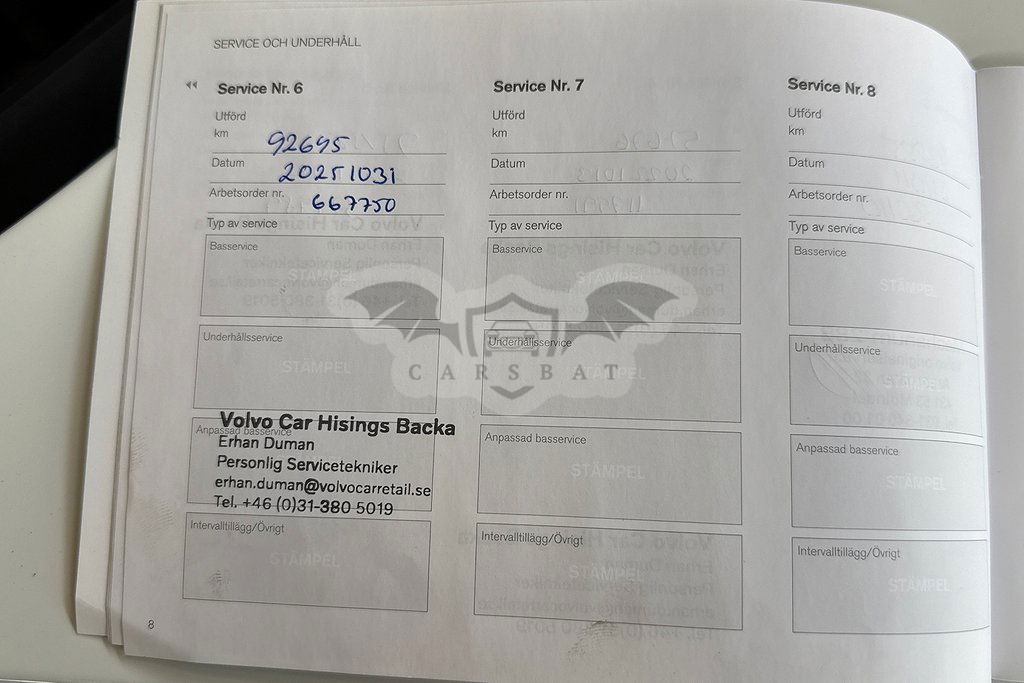 SERVICE OCH UNDERHÅLL
Service Nr. 6
Utförd
km 92645
Datum 20251031
Arbetsorder nr. 667750
Typ av service
Basservice
STÄMPEL
Underhållsservice
STÄMPEL
Volvo Car Hisings Backa
Anpassad basservice
Erhan Duman
Personlig Servicetekniker
erhan.duman@volvocarretail.se
Tel. +46 (0)31-380 5019
Intervalltillägg/Övrigt
STÄMPEL
8
Service Nr. 7
Utförd
km
Datum
Arbetsorder nr.
Typ av service
Basservice
STÄMPEL
Underhållsservice
STÄMPEL
Anpassad basservice
STÄMPEL
Intervalltillägg/Övrigt
STÄMPEL
Service Nr. 8
Utförd
km
Datum
Arbetsorder nr.
Typ av service
Basservice
STÄMPEL
Underhållsservice
STÄMPEL
Anpassad basservice
STÄMPEL
Intervalltillägg/Övrigt
STÄMPEL
CARSBAT